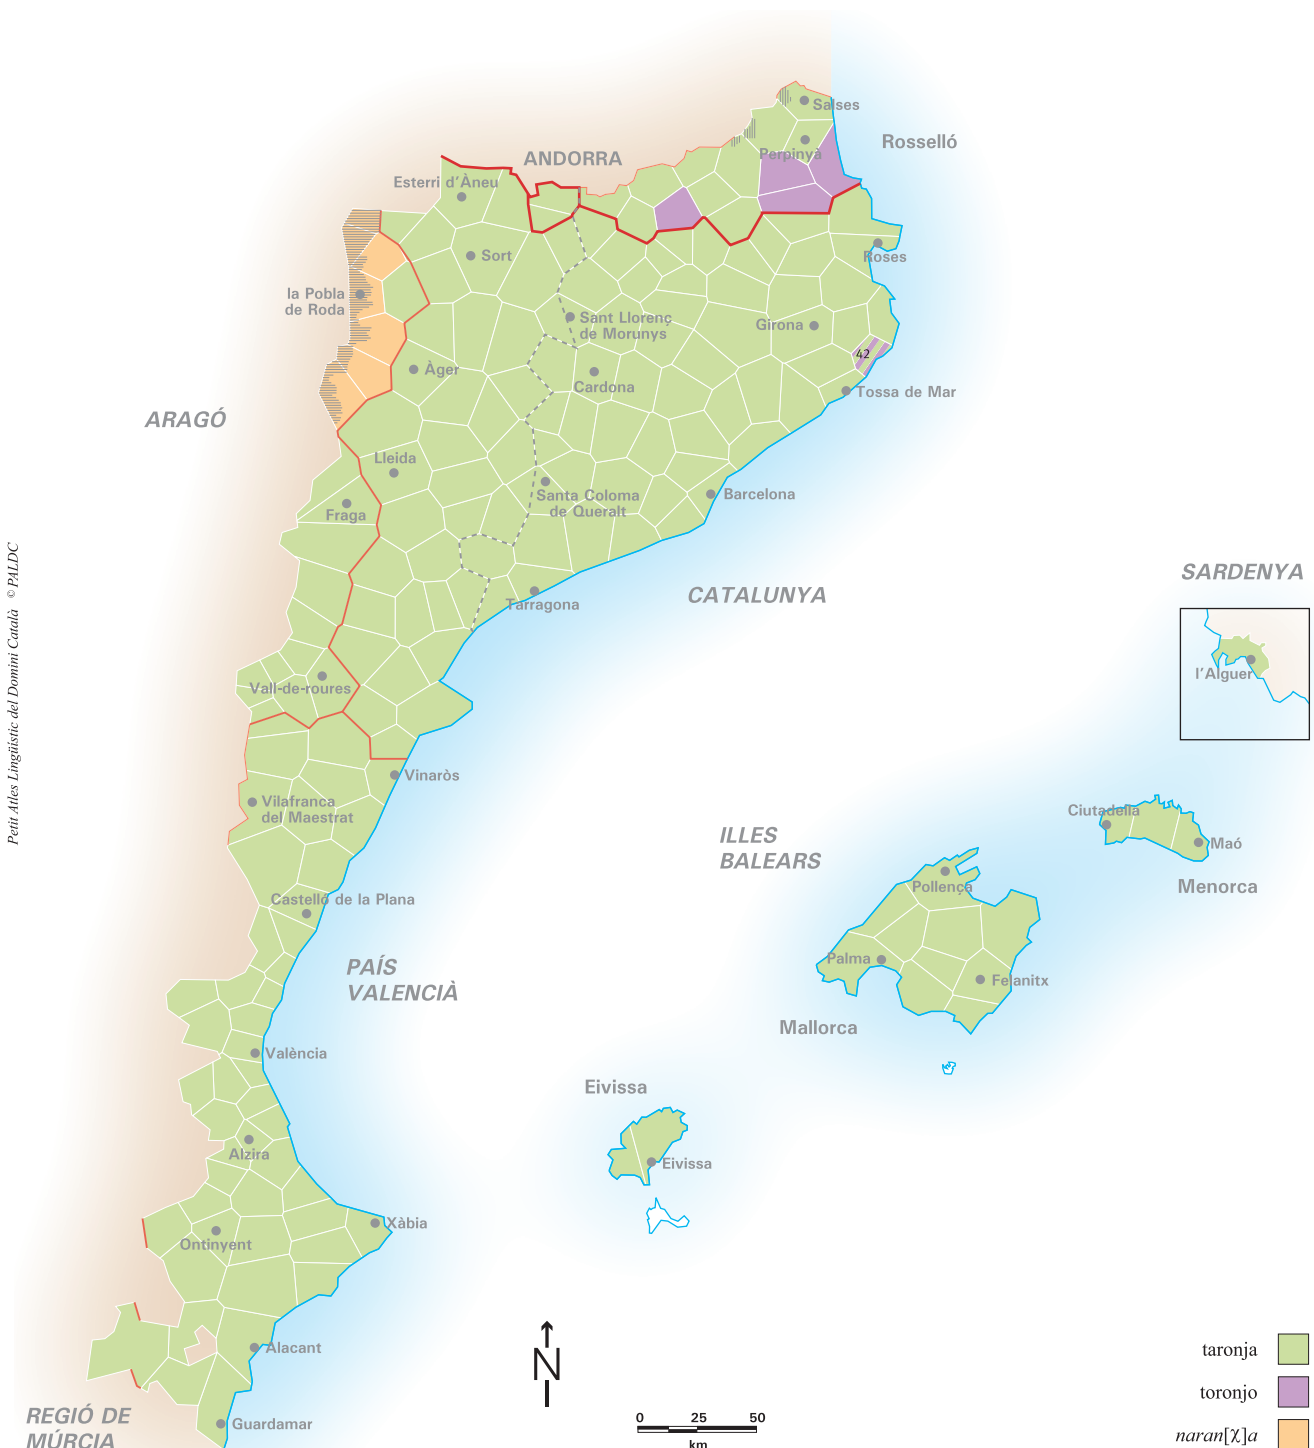 Salses
Rosselló
Perpinyà
ANDORRA
Esterri d'Àneu
Sort
Roses
la Pobla
de Roda
Sant Llorenç
de Morunys
Girona
42
Àger
Cardona
Tossa de Mar
ARAGÓ
Lleida
Santa Coloma
de Queralt
Barcelona
Fraga
Petit Atles Lingüístic del Domini Català © PALDC
SARDENYA
CATALUNYA
Tarragona
l'Alguer
Vall-de-roures
Vinaròs
Vilafranca
del Maestrat
ILLES
BALEARS
Ciutadella
Maó
Menorca
Pollença
Castelló de la Plana
PAÍS
VALENCIÀ
Palma
Felanitx
Mallorca
València
Eivissa
Alzira
Eivissa
Xàbia
Ontinyent
Alacant
N
taronja
toronjo
REGIÓ DE
MÚRCIA
Guardamar
0 25 50
km
naran[χ]a